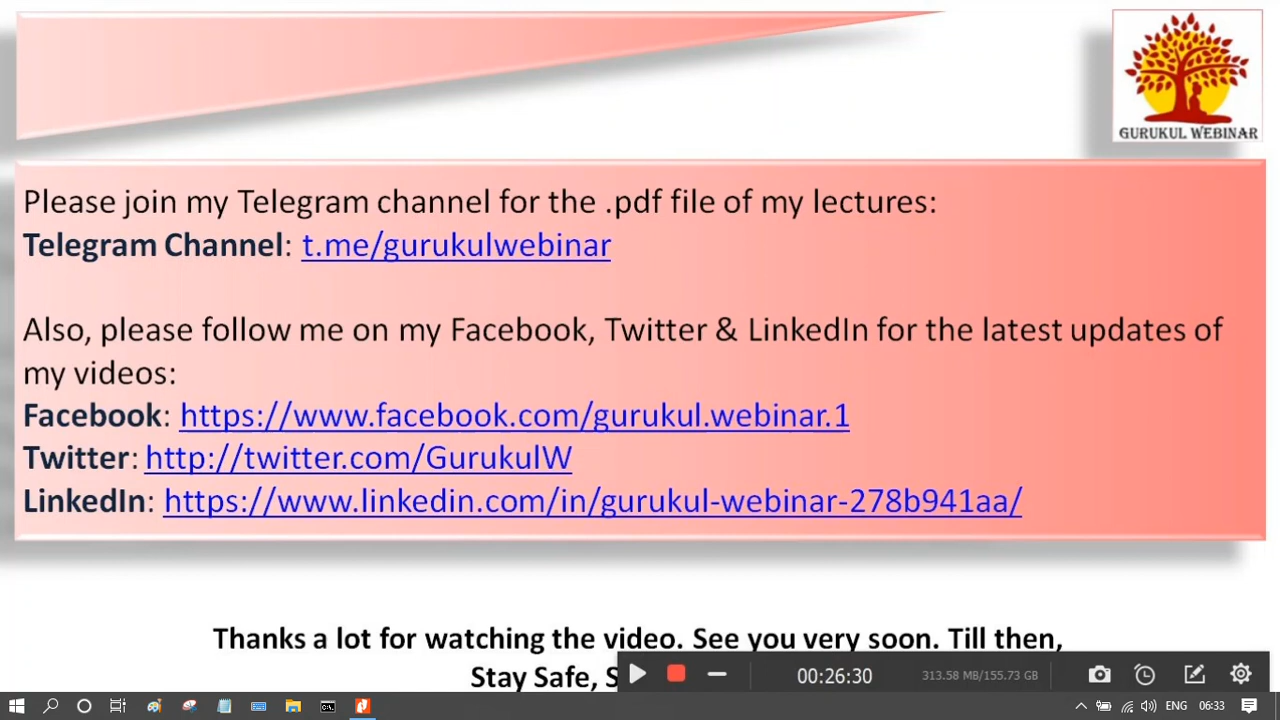 GURUKUL WEBINAR
Please join my Telegram channel for the .pdf file of my lectures:
Telegram Channel: t.me/gurukulwebinar
Also, please follow me on my Facebook, Twitter & LinkedIn for the latest updates of
my videos:
Facebook: https://www.facebook.com/gurukul.webinar.1
Twitter: http://twitter.com/GurukulW
LinkedIn: https://www.linkedin.com/in/gurukul-webinar-278b941aa/
Thanks a lot for watching the video. See you very soon. Till then,
Stay Safe, S
00:26:30 313.58 MB/155.73 GB
ENG 06:33